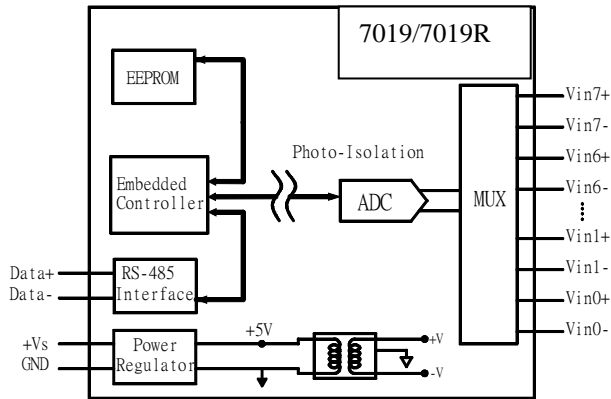 7019/7019R
EEPROM
Photo-Isolation
Embedded
Controller
ADC
MUX
Vin7+
Vin7-
Vin6+
Vin6-
Vin1+
Vin1-
Vin0+
Vin0-
Data+
Data-
RS-485
Interface
+Vs
GND
Power
Regulator
+5V
+V
-V